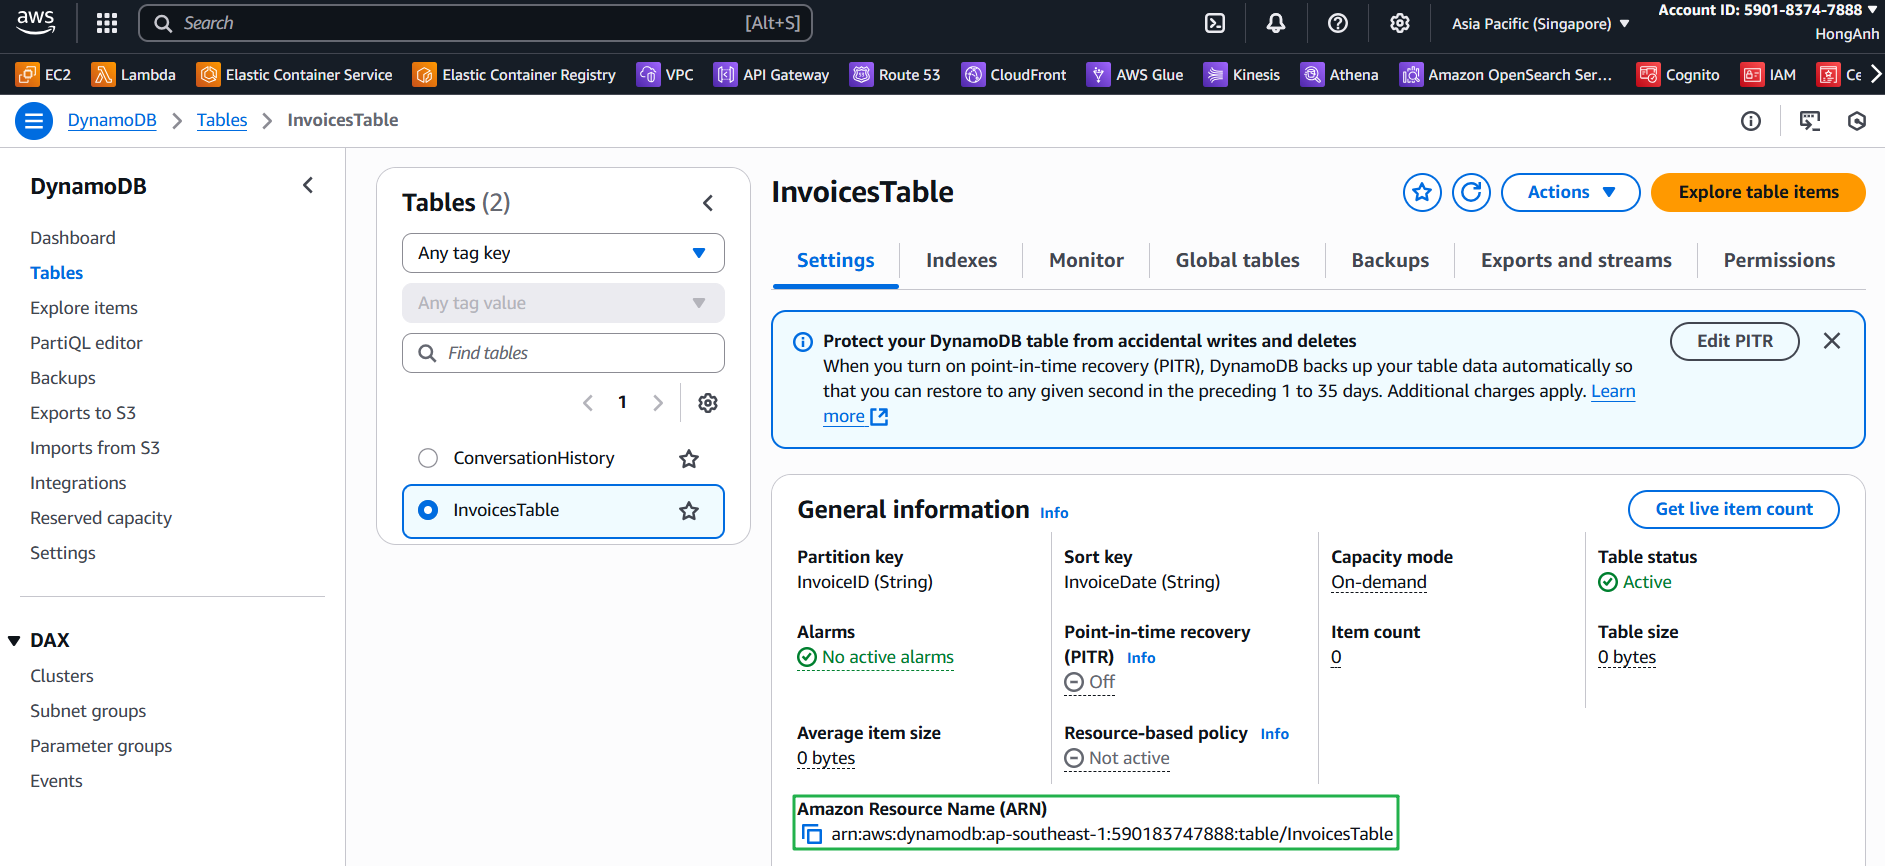 aws
Search
[Alt+S]
Asia Pacific (Singapore)
Account ID: 5901-8374-7888
HongAnh
EC2
Lambda
Elastic Container Service
Elastic Container Registry
VPC
API Gateway
Route 53
CloudFront
AWS Glue
Kinesis
Athena
Amazon OpenSearch Ser...
Cognito
IAM
Ce
DynamoDB
Tables
InvoicesTable
DynamoDB
Dashboard
Tables
Explore items
PartiQL editor
Backups
Exports to S3
Imports from S3
Integrations
Reserved capacity
Settings
DAX
Clusters
Subnet groups
Parameter groups
Events
Tables (2)
Any tag key
Any tag value
Find tables
1
ConversationHistory
InvoicesTable
InvoicesTable
Actions
Explore table items
Settings
Indexes
Monitor
Global tables
Backups
Exports and streams
Permissions
Protect your DynamoDB table from accidental writes and deletes
When you turn on point-in-time recovery (PITR), DynamoDB backs up your table data automatically so
that you can restore to any given second in the preceding 1 to 35 days. Additional charges apply. Learn
more
Edit PITR
General information Info
Get live item count
Partition key
InvoiceID (String)
Sort key
InvoiceDate (String)
Capacity mode
On-demand
Table status
Active
Alarms
No active alarms
Point-in-time recovery
(PITR) Info
Off
Item count
0
Table size
0 bytes
Average item size
0 bytes
Resource-based policy Info
Not active
Amazon Resource Name (ARN)
arn:aws:dynamodb:ap-southeast-1:590183747888:table/InvoicesTable